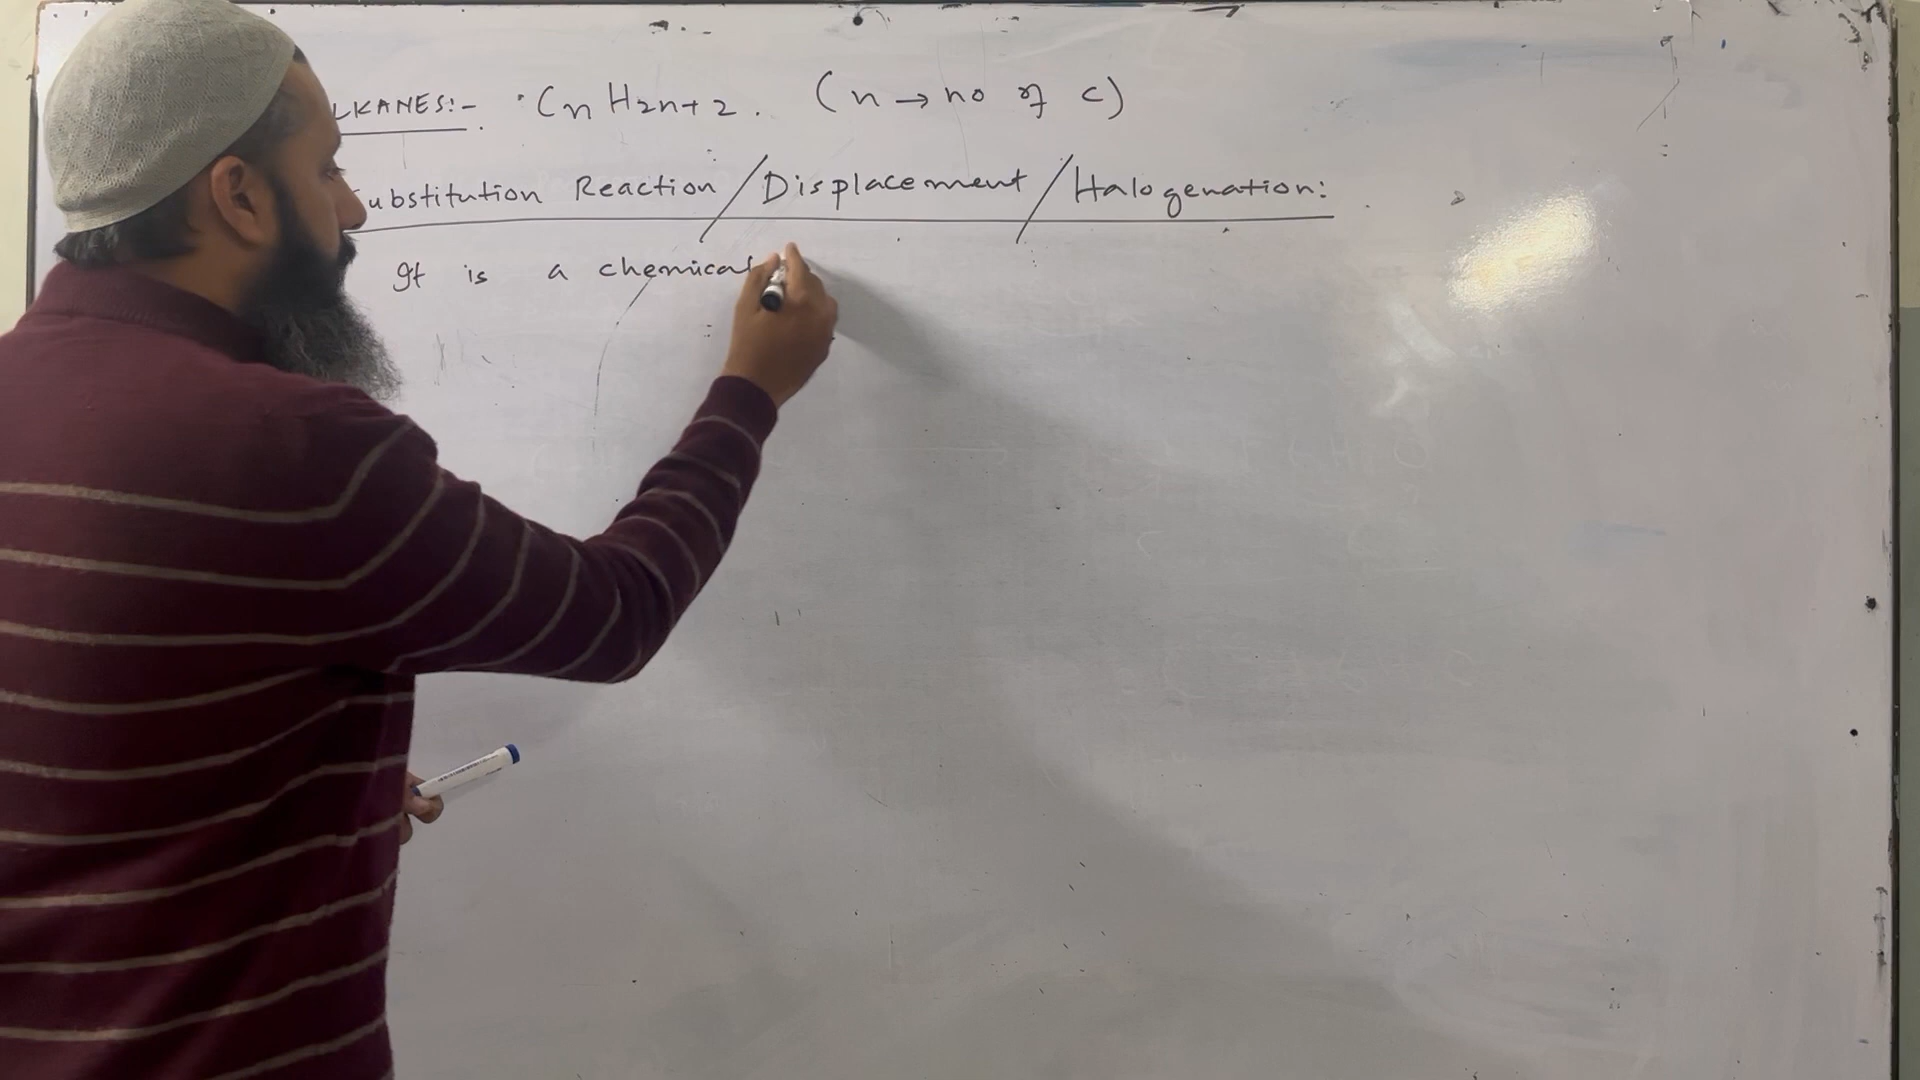 LKANES:- CnH2n+2. (n → no of c)
ubstitution Reaction / Displacement / Halogenation:
It is a chemical